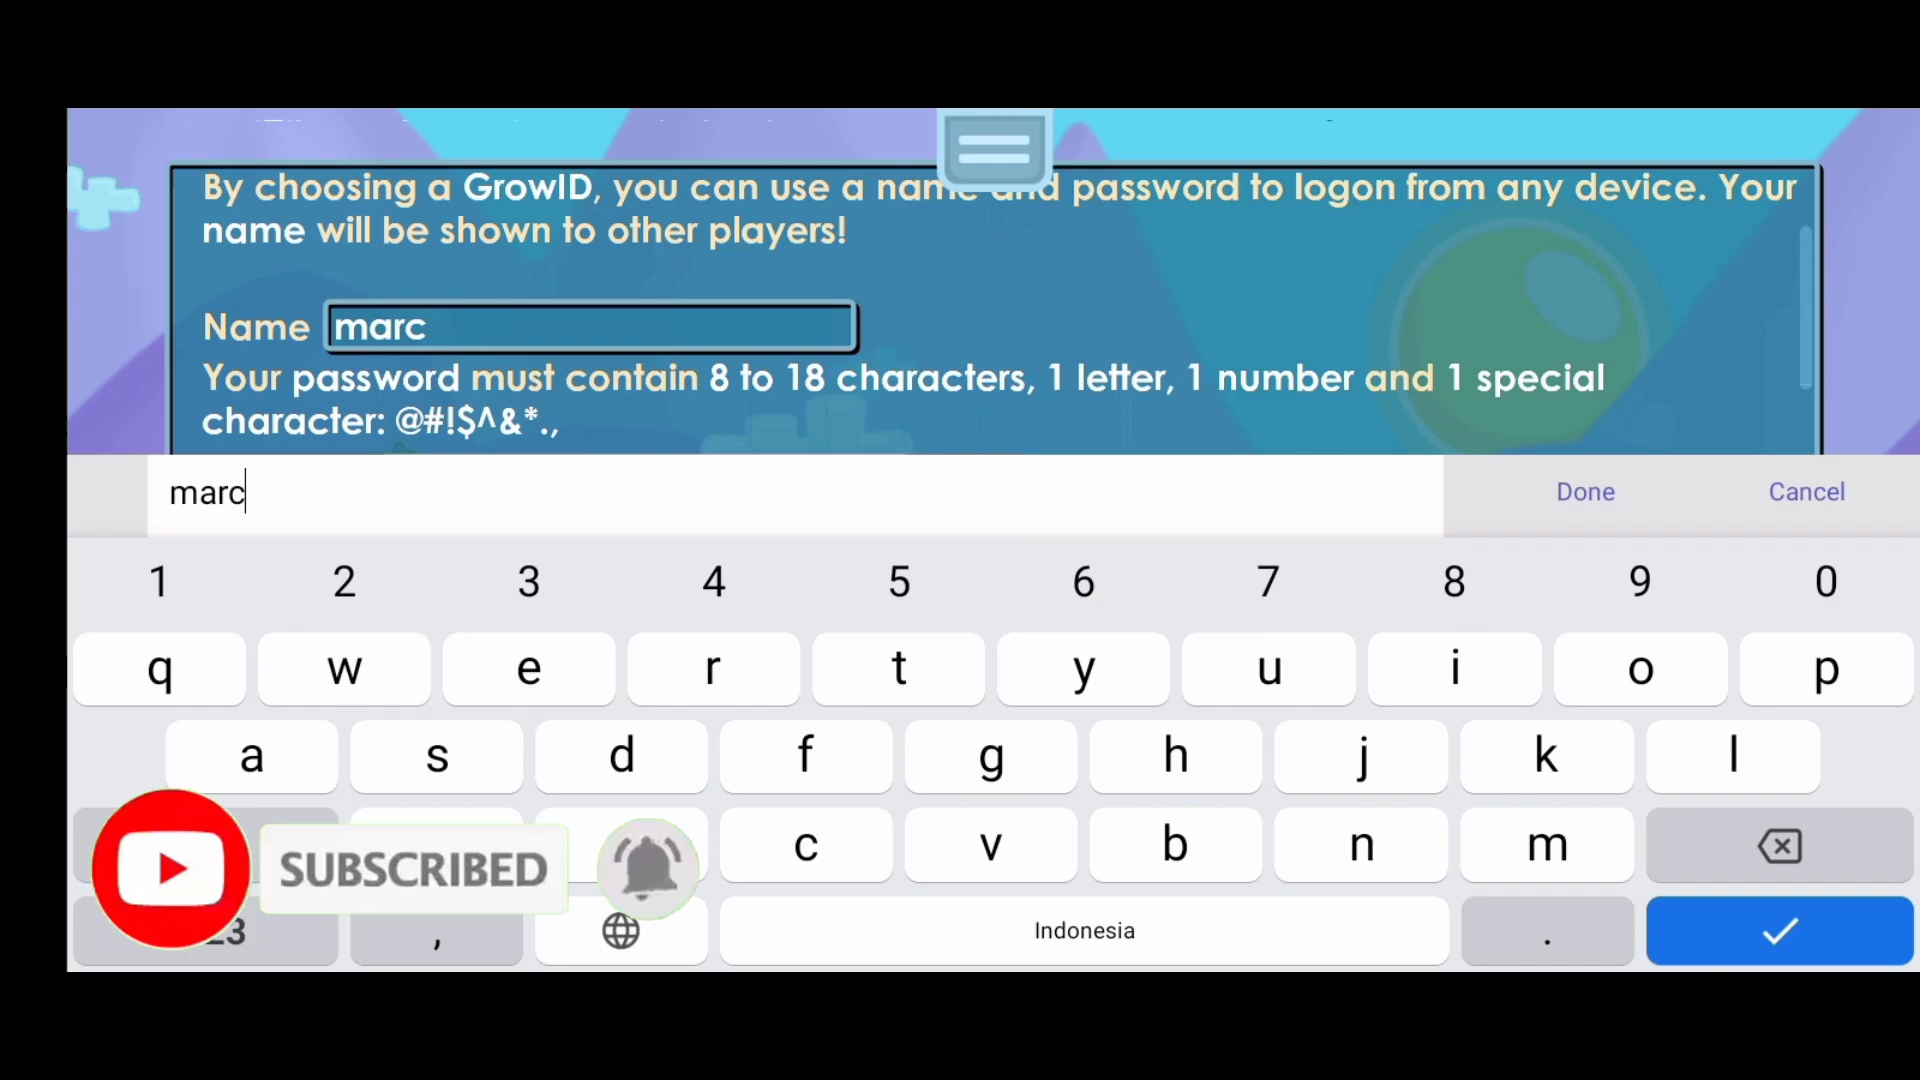 By choosing a GrowID, you can use a name and password to logon from any device. Your
name will be shown to other players!
Name marc
Your password must contain 8 to 18 characters, 1 letter, 1 number and 1 special
character: @#!$^&*.,
marc Done Cancel
1 2 3 4 5 6 7 8 9 0
q w e r t y u i o p
a s d f g h j k l
c v b n m
SUBSCRIBED
23 , Indonesia .